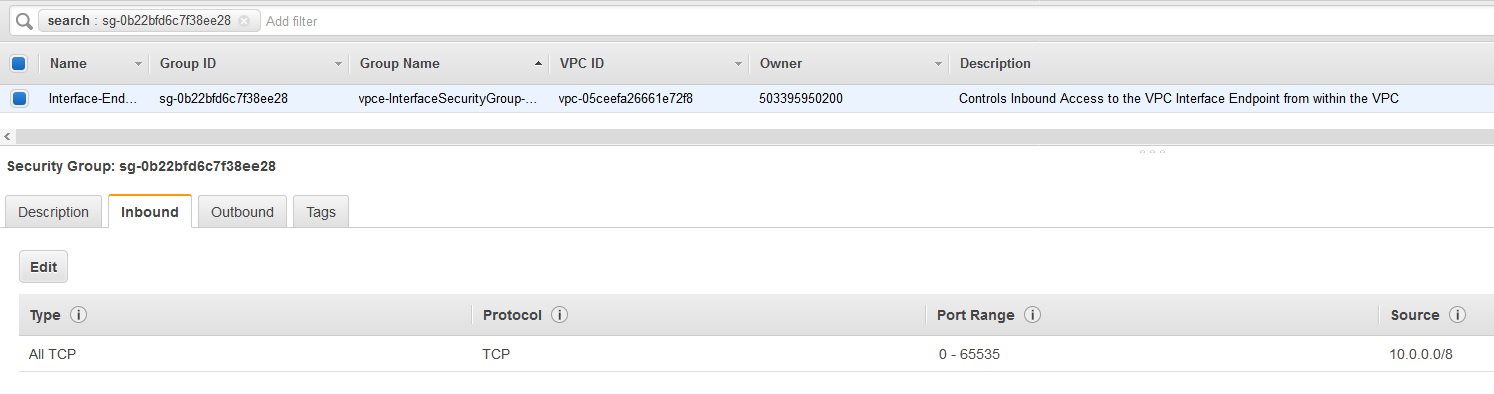 search : sg-0b22bfd6c7f38ee28 Add filter
Name Group ID Group Name VPC ID Owner Description
Interface-End... sg-0b22bfd6c7f38ee28 vpce-InterfaceSecurityGroup-... vpc-05ceefa26661e72f8 503395950200 Controls Inbound Access to the VPC Interface Endpoint from within the VPC
Security Group: sg-0b22bfd6c7f38ee28
Description Inbound Outbound Tags
Edit
Type Protocol Port Range Source
All TCP TCP 0 - 65535 10.0.0.0/8